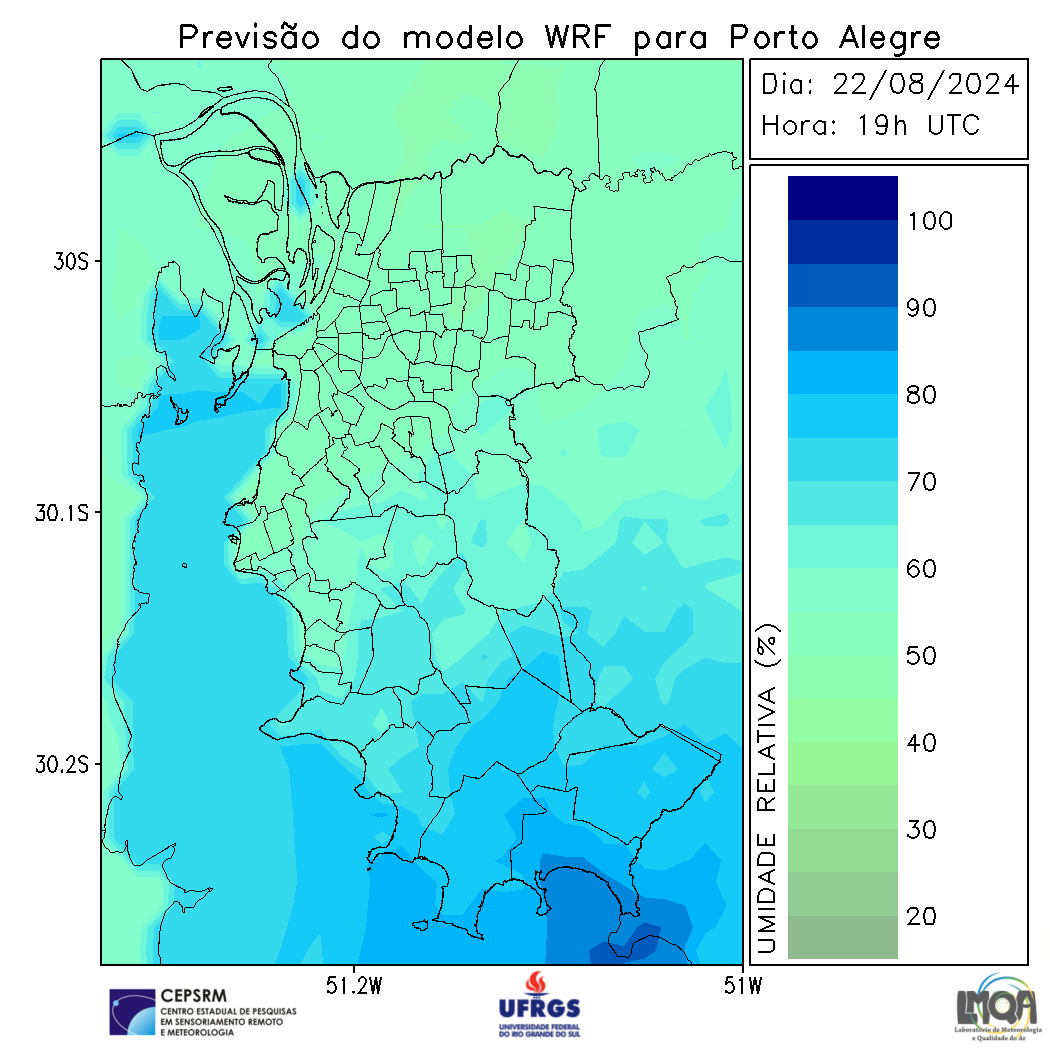 Previsão do modelo WRF para Porto Alegre
Dia: 22/08/2024
Hora: 19h UTC
30S
30.1S
30.2S
51.2W
51W
UMIDADE RELATIVA (%)
100
90
80
70
60
50
40
30
20
CEPSRM
CENTRO ESTADUAL DE PESQUISAS
EM SENSORIAMENTO REMOTO
E METEOROLOGIA
UFRGS
UNIVERSIDADE FEDERAL
DO RIO GRANDE DO SUL
LMQA
Laboratório de Meteorologia
e Qualidade do Ar